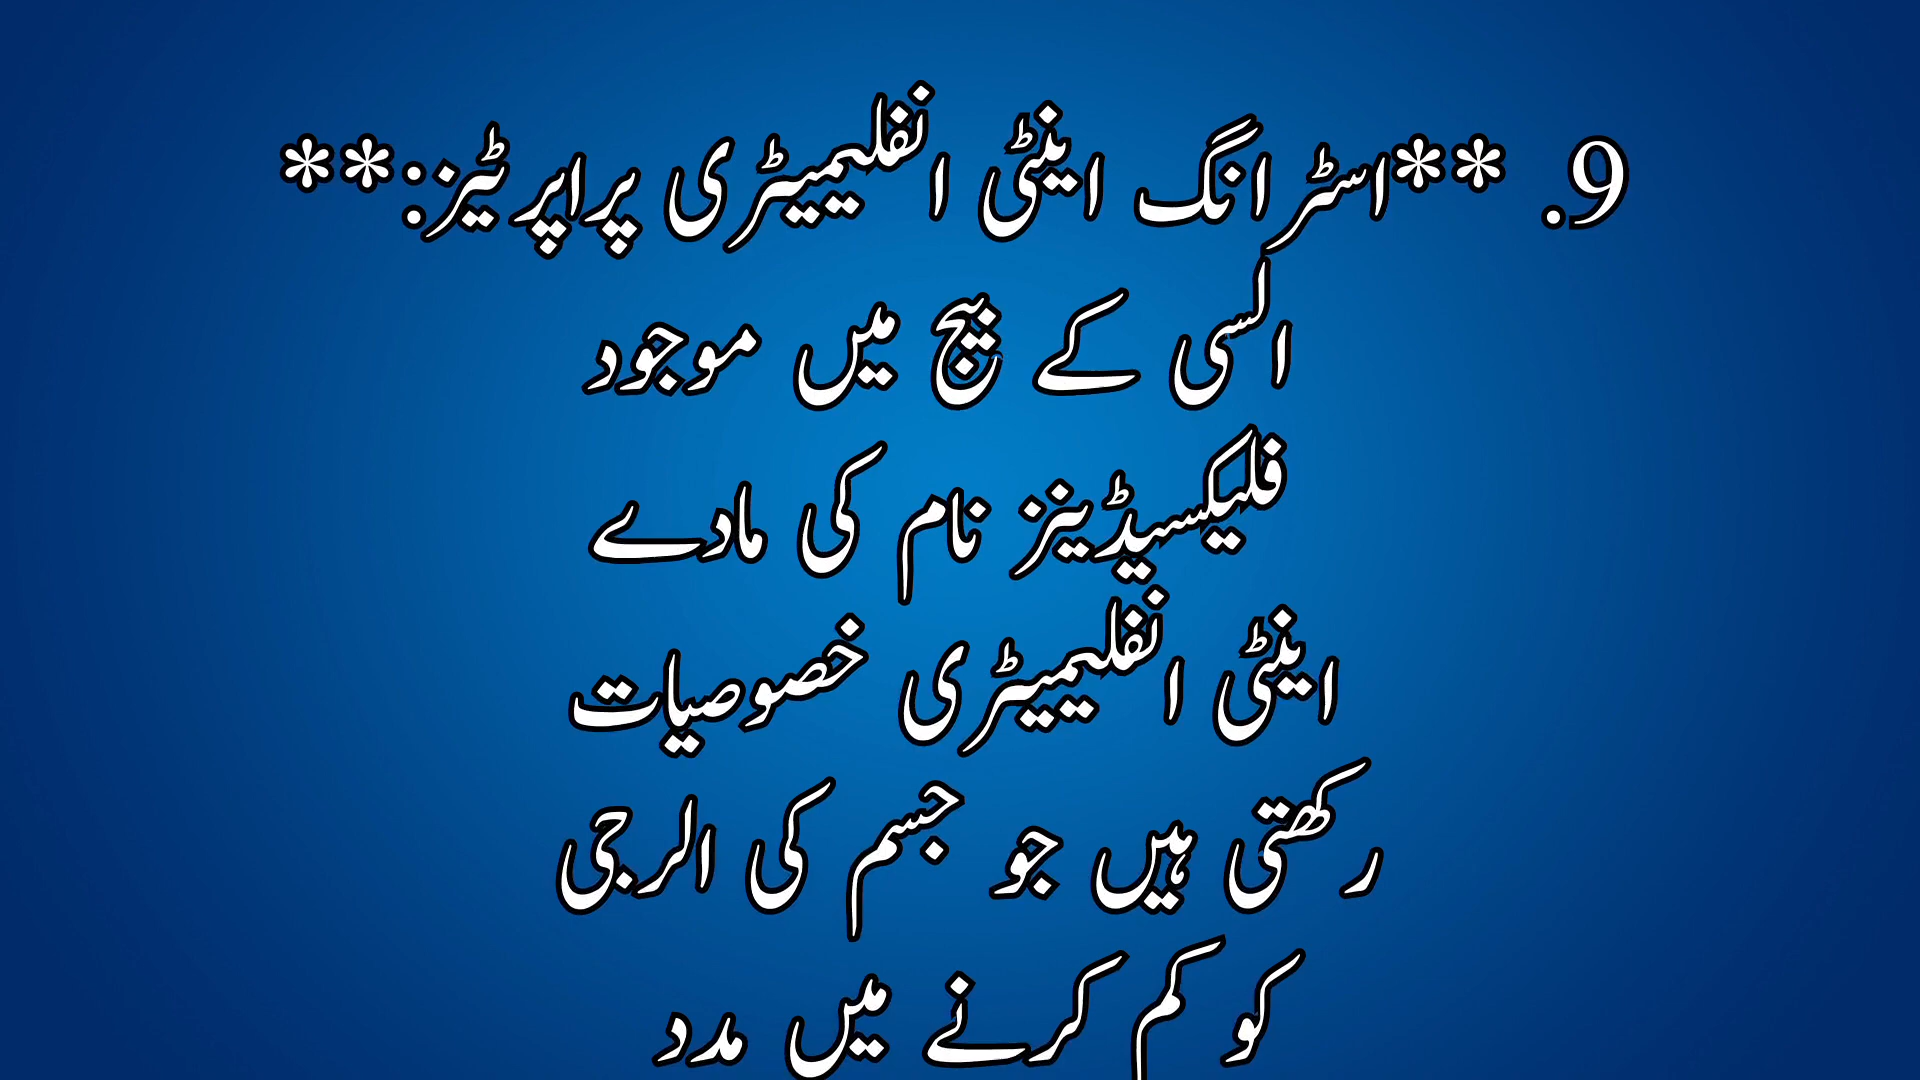 9. **اسٹرانگ اینٹی انفلیمیٹری پراپرٹیز:**
السی کے بیج میں موجود
فلیکسیڈینز نام کی مادے
اینٹی انفلیمیٹری خصوصیات
رکھتی ہیں جو جسم کی الرجی
کو کم کرنے میں مدد